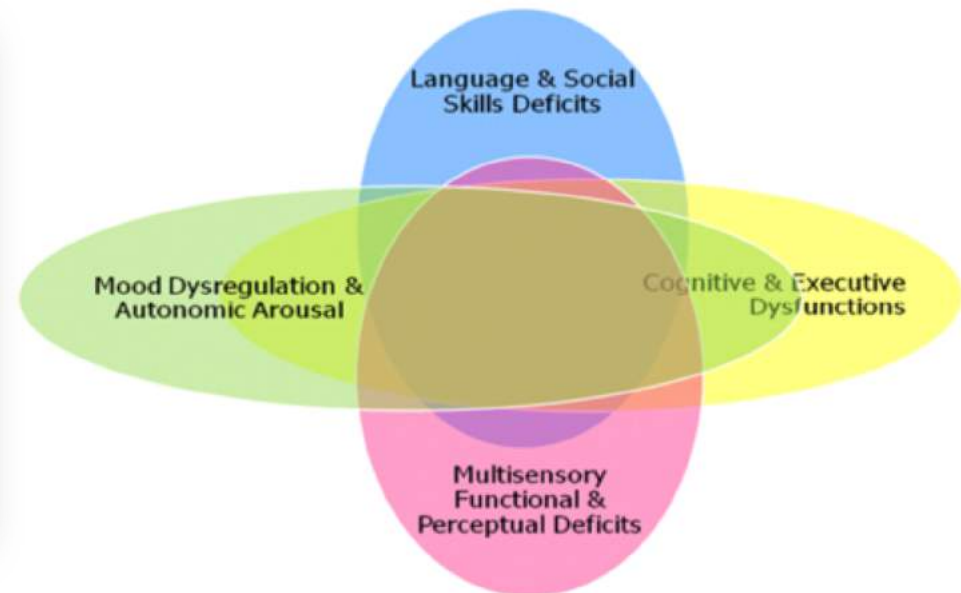 Language & Social
Skills Deficits
Mood Dysregulation &
Autonomic Arousal
Cognitive & Executive
Dysfunctions
Multisensory
Functional &
Perceptual Deficits